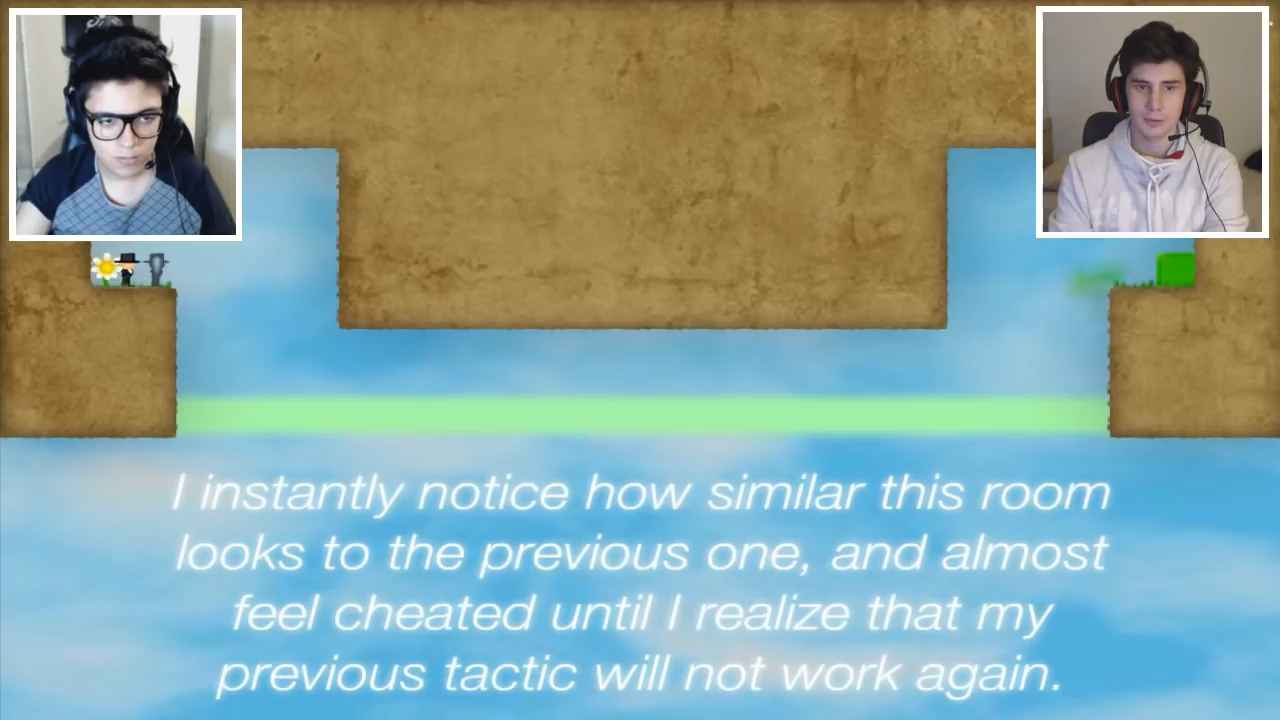 I instantly notice how similar this room
looks to the previous one, and almost
feel cheated until I realize that my
previous tactic will not work again.